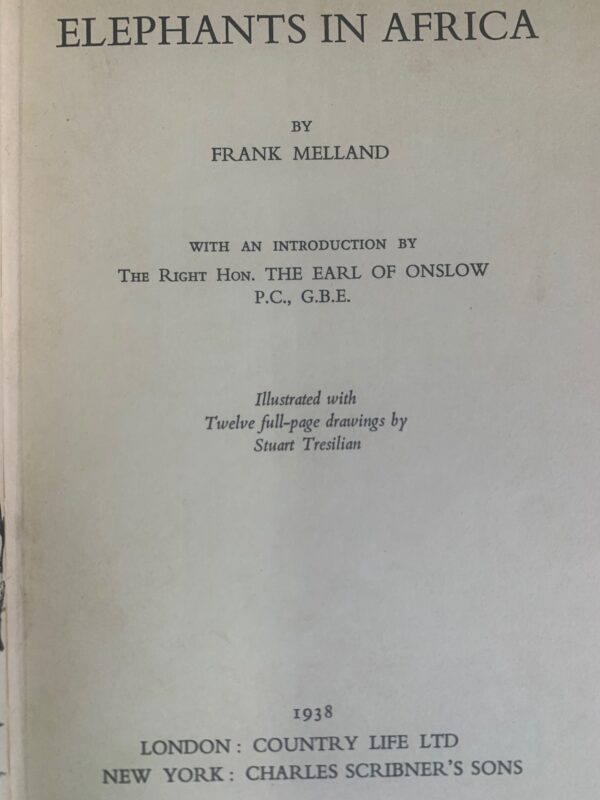 ELEPHANTS IN AFRICA
BY
FRANK MELLAND
WITH AN INTRODUCTION BY
THE RIGHT HON. THE EARL OF ONSLOW
P.C., G.B.E.
Illustrated with
Twelve full-page drawings by
Stuart Tresilian
1938
LONDON: COUNTRY LIFE LTD
NEW YORK: CHARLES SCRIBNER'S SONS